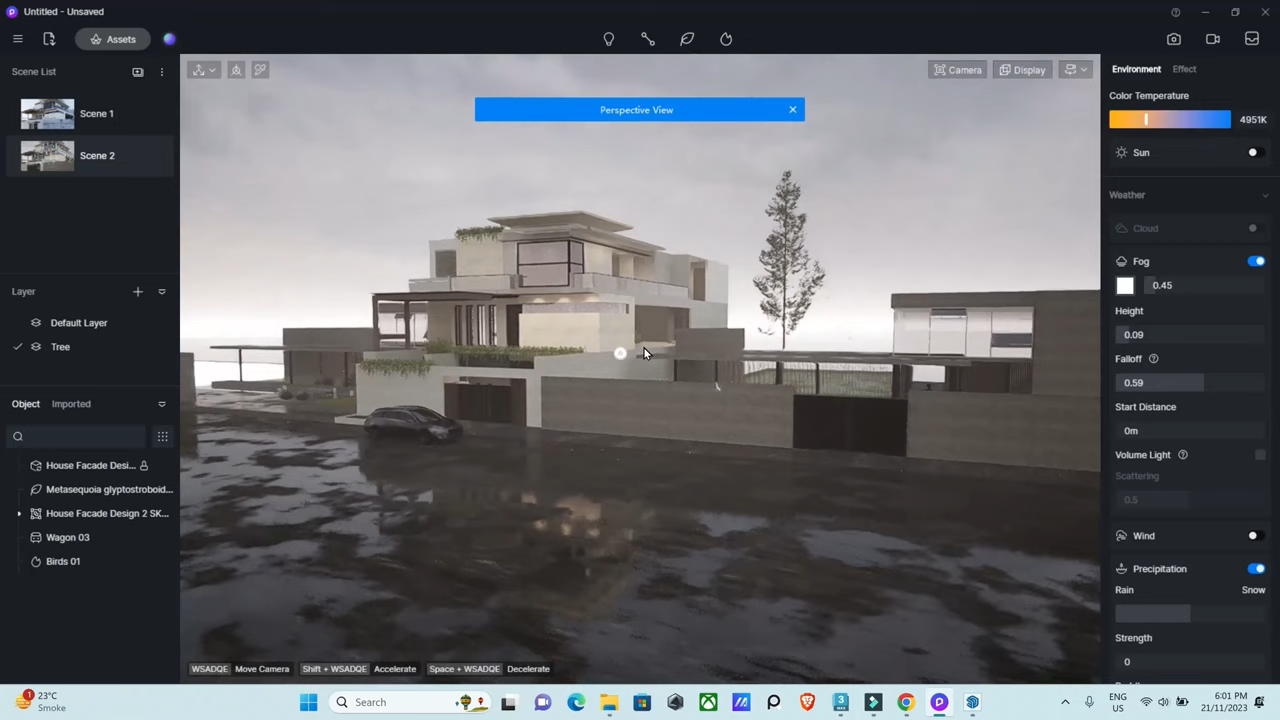 Untitled - Unsaved
Assets
Scene List
Scene 1
Scene 2
Layer
Default Layer
Tree
Object
Imported
House Facade Desi...
Metasequoia glyptostroboid...
House Facade Design 2 SK...
Wagon 03
Birds 01
Camera
Display
Perspective View
WSADQE
Move Camera
Shift + WSADQE
Accelerate
Space + WSADQE
Decelerate
Environment
Effect
Color Temperature
4951K
Sun
Weather
Cloud
Fog
0.45
Height
0.09
Falloff
0.59
Start Distance
0m
Volume Light
Scattering
0.5
Wind
Precipitation
Rain
Snow
Strength
0
1
23°C
Smoke
Search
ENG
US
6:01 PM
21/11/2023